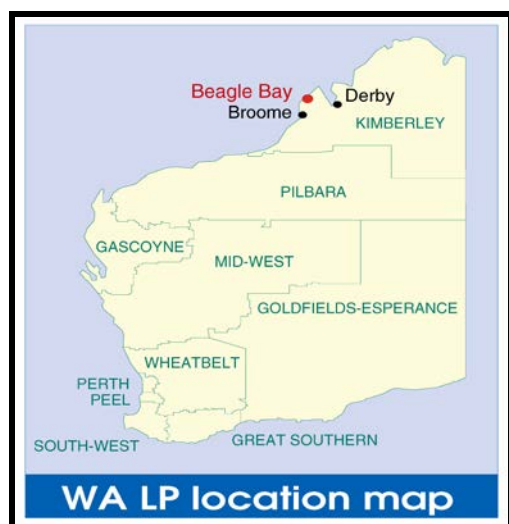 Beagle Bay
Derby
Broome
KIMBERLEY
PILBARA
GASCOYNE
MID-WEST
GOLDFIELDS-ESPERANCE
WHEATBELT
PERTH
PEEL
SOUTH-WEST
GREAT SOUTHERN
WA LP location map